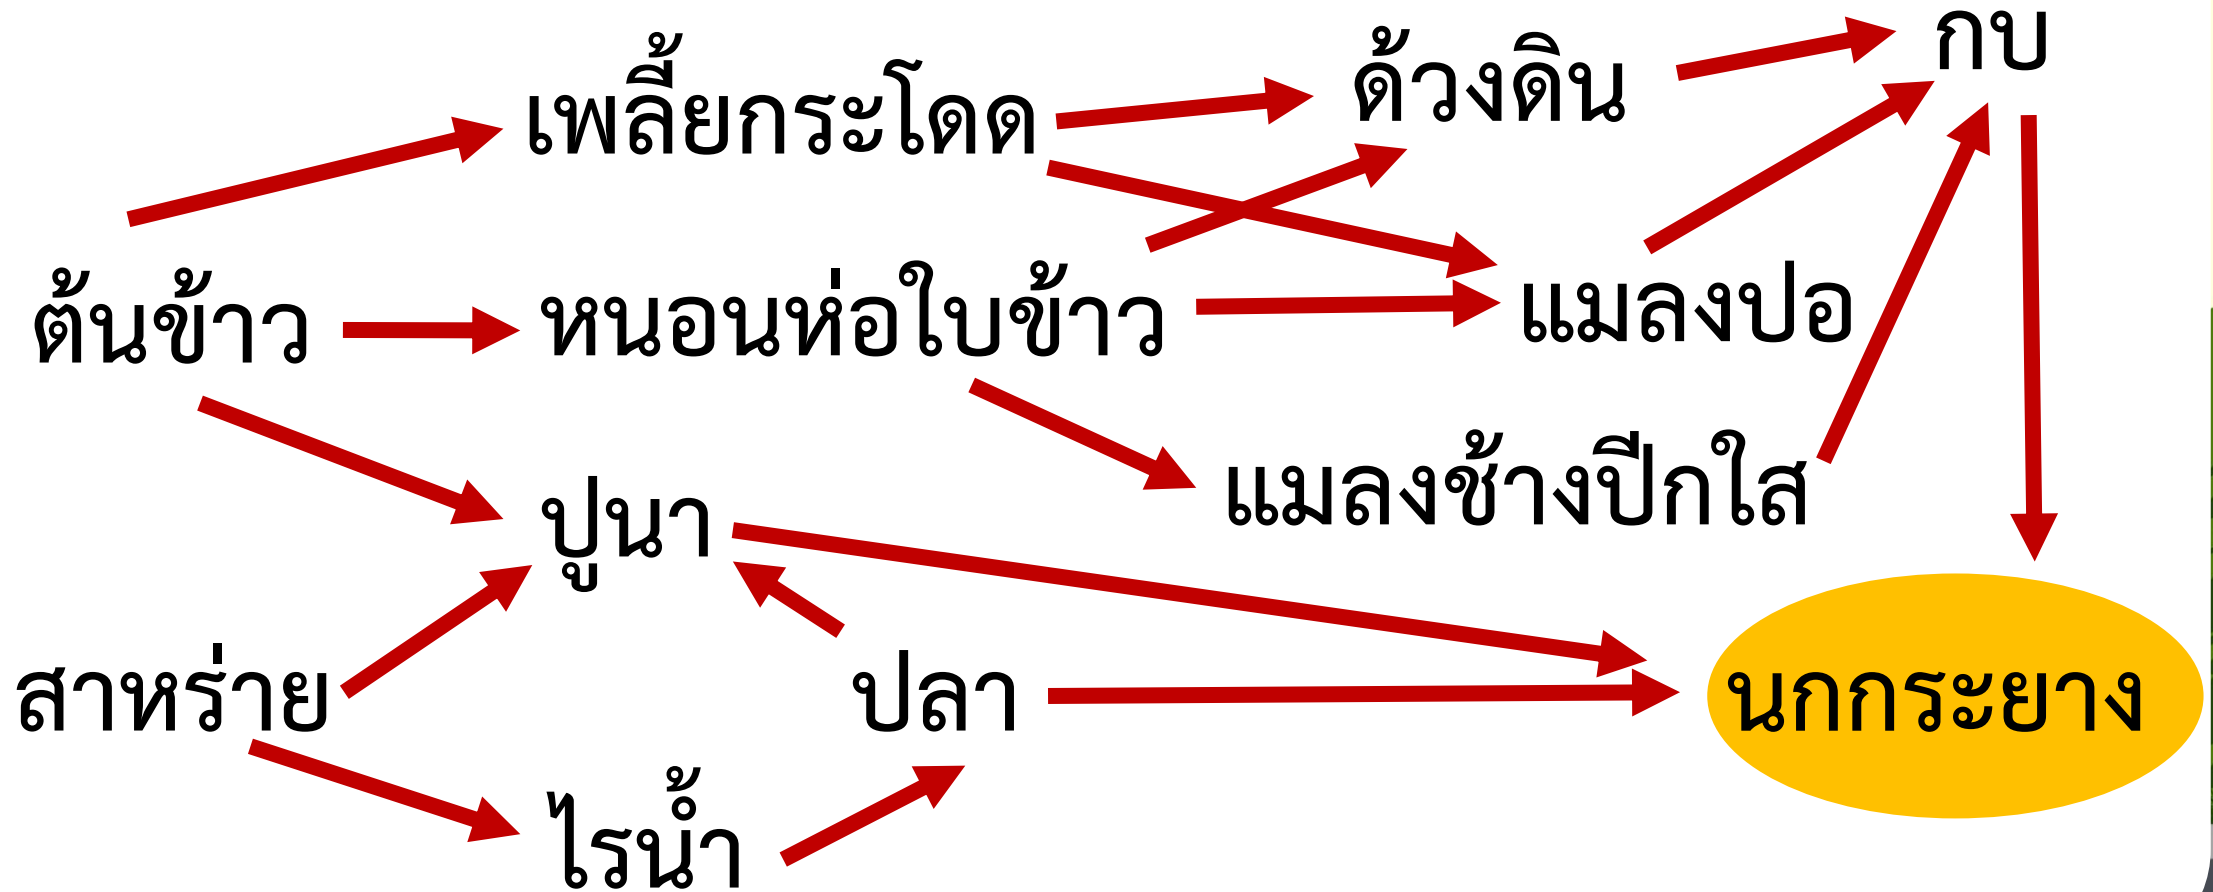 กบ
ด้วงดิน
เพลี้ยกระโดด
ต้นข้าว
หนอนห่อใบข้าว
แมลงปอ
แมลงช้างปีกใส
ปูนา
สาหร่าย
ปลา
นกกระยาง
ไรน้ำ